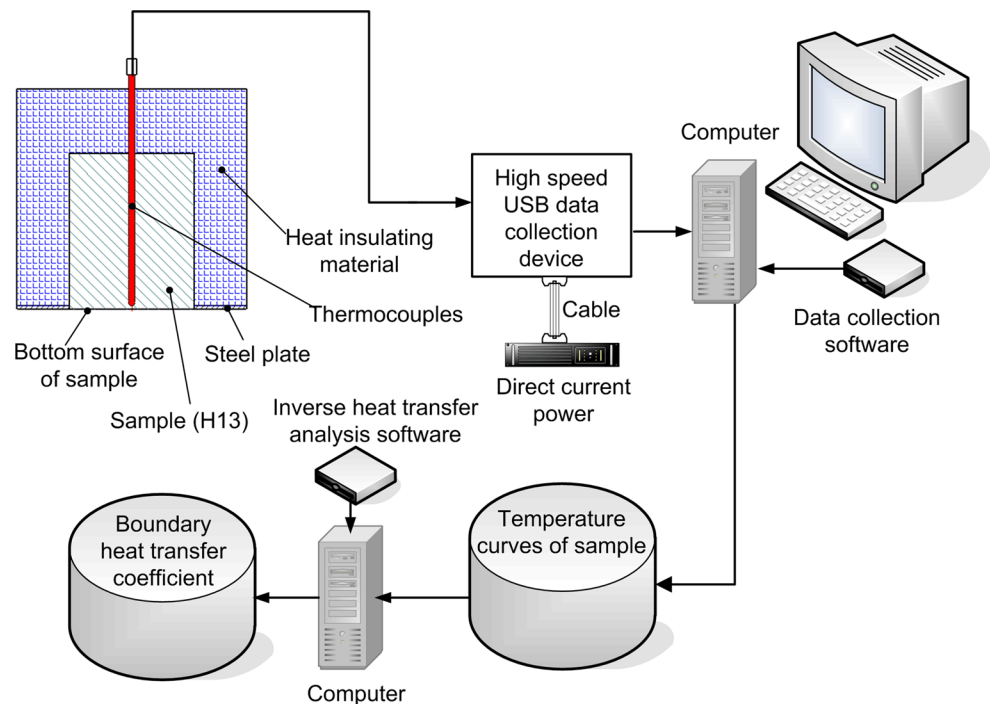 Computer
High speed
USB data
collection
device
Heat insulating
material
Thermocouples
Cable
Data collection
software
Bottom surface
of sample
Steel plate
Direct current
power
Sample (H13)
Inverse heat transfer
analysis software
Boundary
heat transfer
coefficient
Temperature
curves of sample
Computer